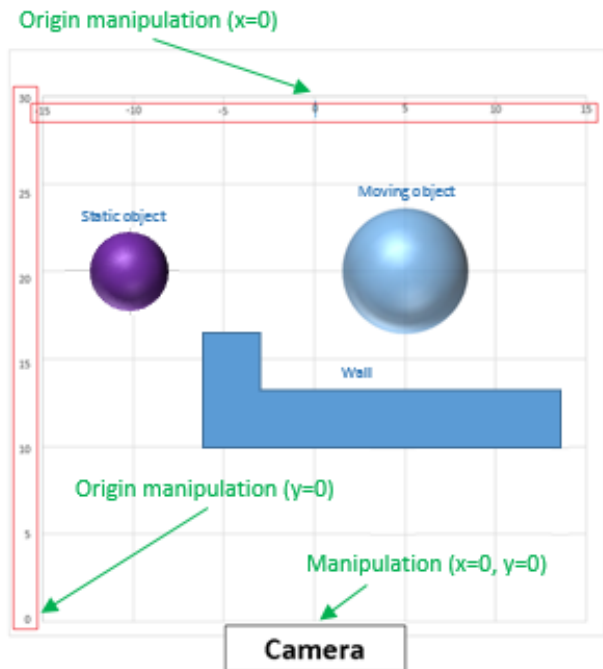 Origin manipulation (x=0)
30
-15 -10 -5 0 5 10 15
25
Moving object
Static object
20
15
Wall
10
Origin manipulation (y=0)
5
Manipulation (x=0, y=0)
0
Camera